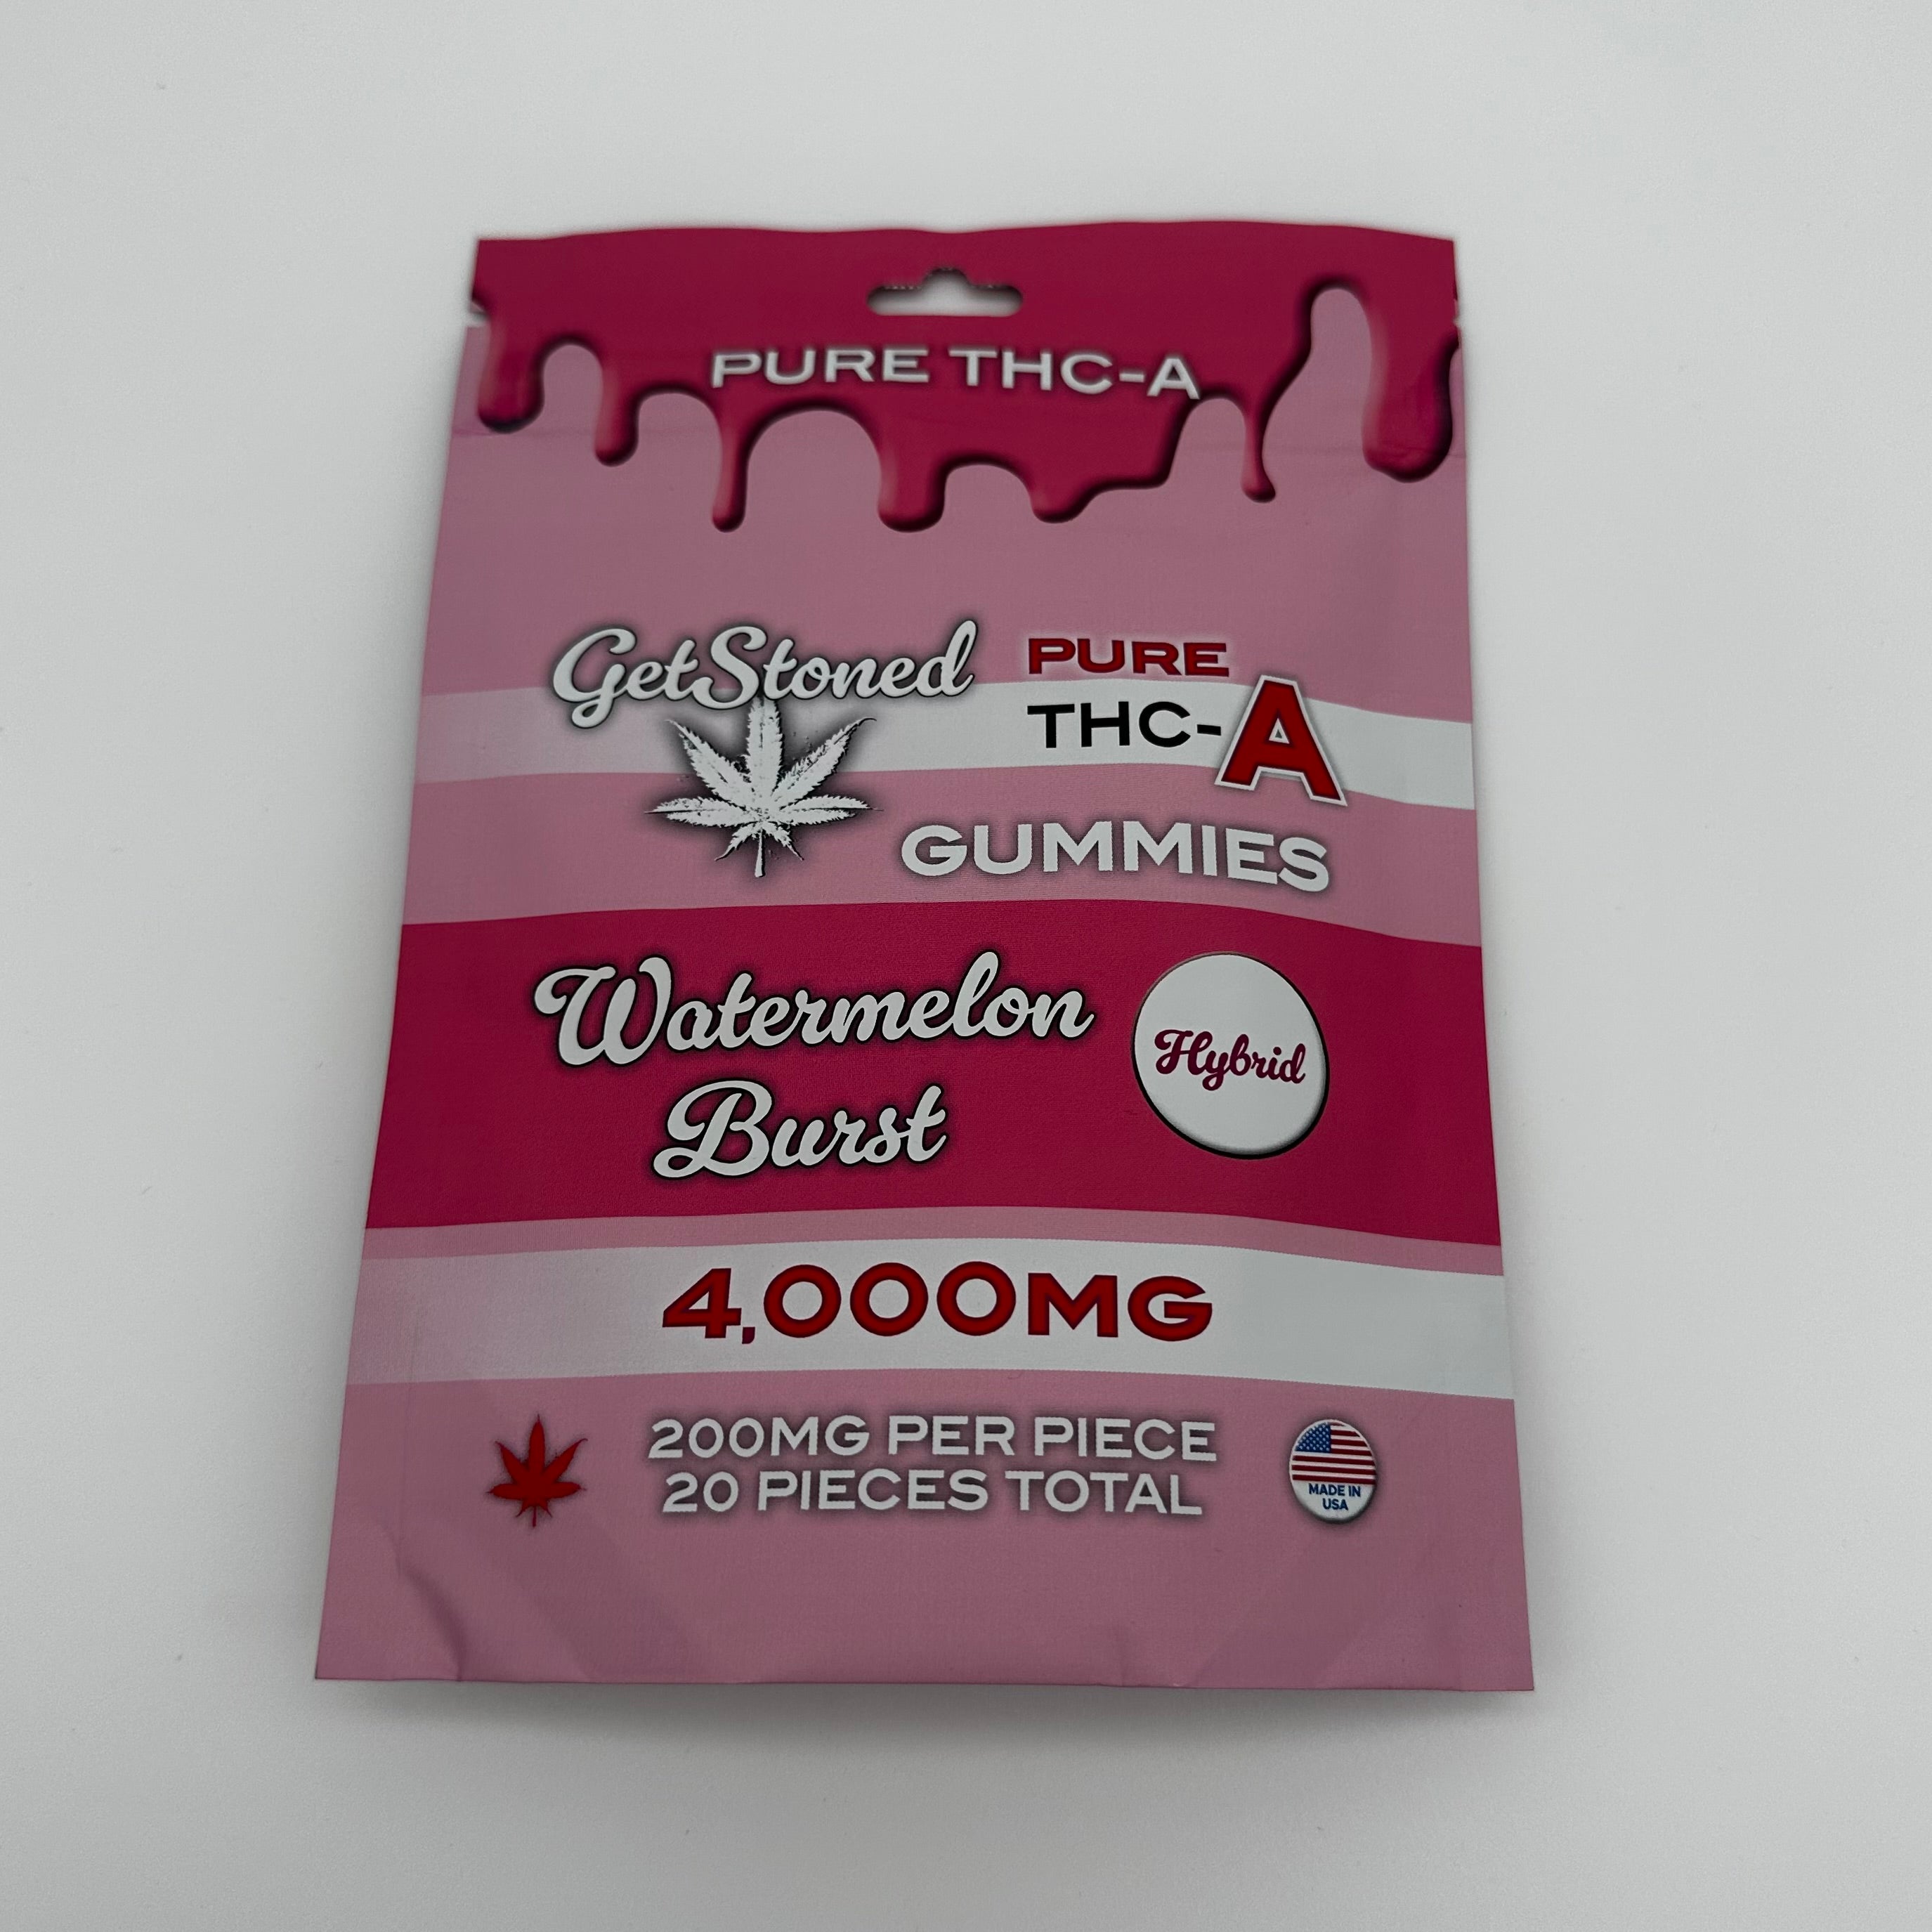 PURE THC-A
GetStoned
PURE
THC-A
GUMMIES
Watermelon
Burst
Hybrid
4,000MG
200MG PER PIECE
20 PIECES TOTAL
MADE IN
USA